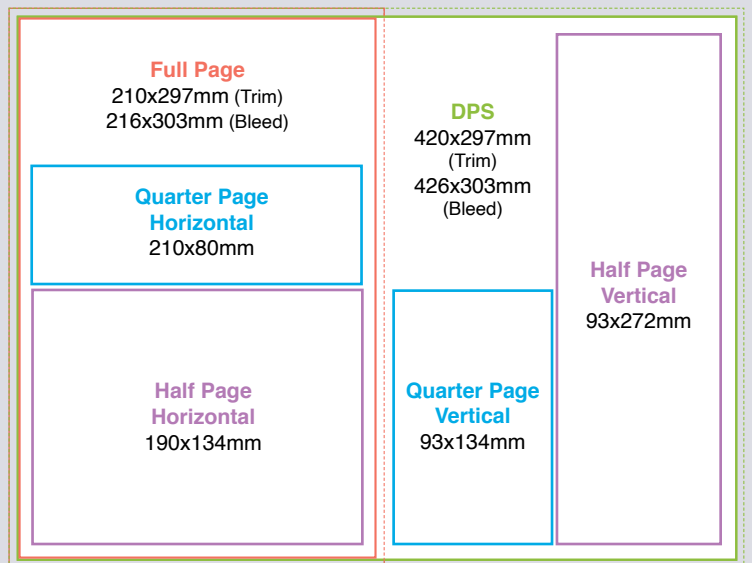 Full Page
210x297mm (Trim)
216x303mm (Bleed)
Quarter Page
Horizontal
210x80mm
Half Page
Horizontal
190x134mm
DPS
420x297mm
(Trim)
426x303mm
(Bleed)
Quarter Page
Vertical
93x134mm
Half Page
Vertical
93x272mm